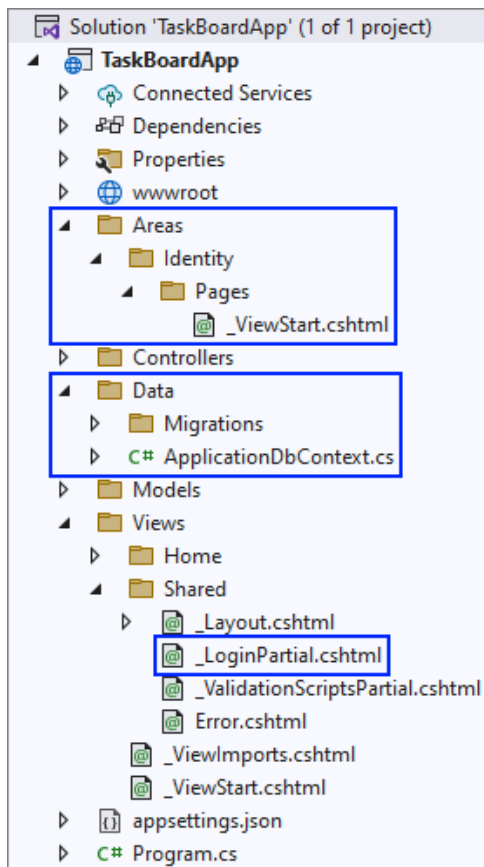 Solution 'TaskBoardApp' (1 of 1 project)
TaskBoardApp
Connected Services
Dependencies
Properties
wwwroot
Areas
Identity
Pages
_ViewStart.cshtml
Controllers
Data
Migrations
C# ApplicationDbContext.cs
Models
Views
Home
Shared
_Layout.cshtml
_LoginPartial.cshtml
_ValidationScriptsPartial.cshtml
Error.cshtml
_ViewImports.cshtml
_ViewStart.cshtml
appsettings.json
C# Program.cs